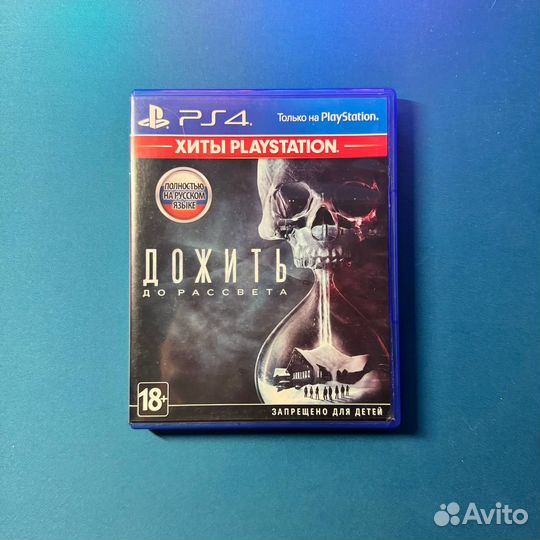 PS4
Только на PlayStation.
ХИТЫ PLAYSTATION.
ПОЛНОСТЬЮ
НА РУССКОМ
ЯЗЫКЕ
ДОЖИТЬ
ДО РАССВЕТА
18+
ЗАПРЕЩЕНО ДЛЯ ДЕТЕЙ
Avito